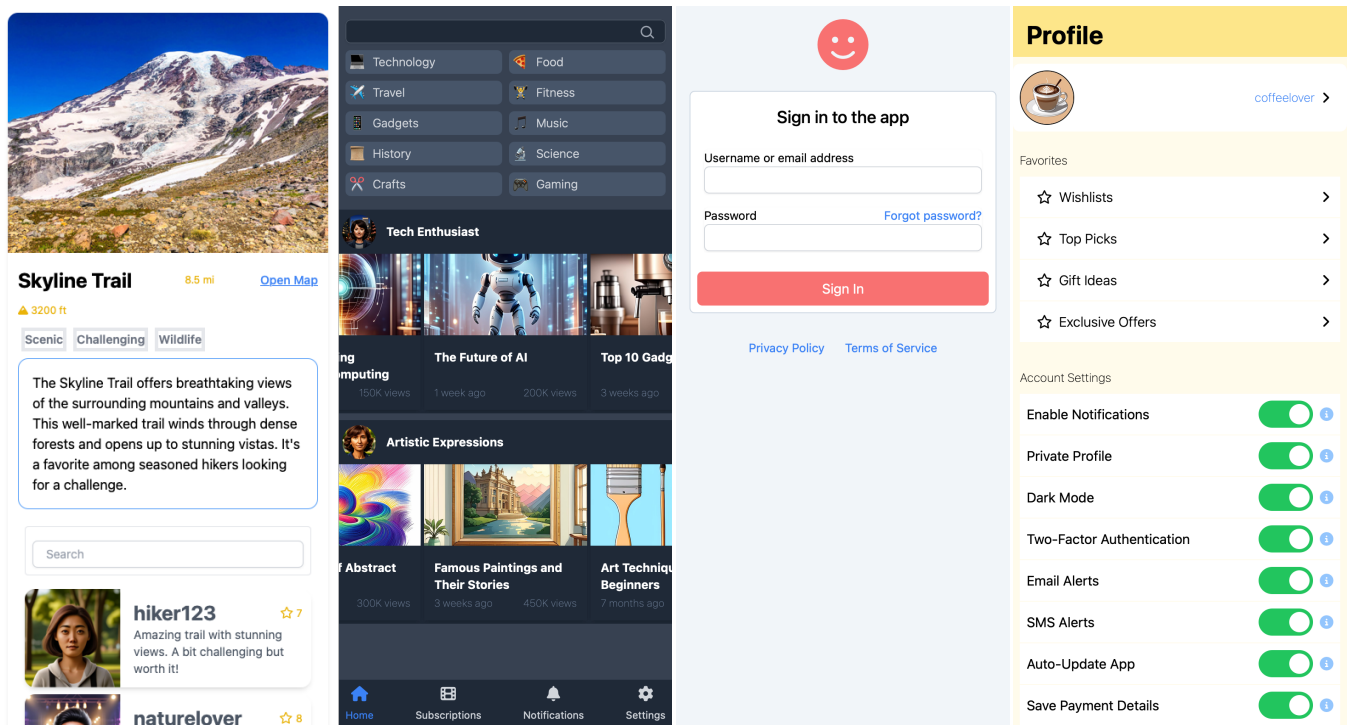 Skyline Trail
8.5 mi
Open Map
3200 ft
Scenic
Challenging
Wildlife
The Skyline Trail offers breathtaking views
of the surrounding mountains and valleys.
This well-marked trail winds through dense
forests and opens up to stunning vistas. It's
a favorite among seasoned hikers looking
for a challenge.
Search
hiker123
7
Amazing trail with stunning
views. A bit challenging but
worth it!
naturelover
8
Technology
Food
Travel
Fitness
Gadgets
Music
History
Science
Crafts
Gaming
Tech Enthusiast
ng
mputing
150K views
The Future of AI
1 week ago
200K views
Top 10 Gadg
3 weeks ago
Artistic Expressions
f Abstract
300K views
Famous Paintings and
Their Stories
3 weeks ago
450K views
Art Techniqu
Beginners
7 months ago
Home
Subscriptions
Notifications
Settings
Sign in to the app
Username or email address
Password
Forgot password?
Sign In
Privacy Policy
Terms of Service
Profile
coffeelover
Favorites
Wishlists
Top Picks
Gift Ideas
Exclusive Offers
Account Settings
Enable Notifications
Private Profile
Dark Mode
Two-Factor Authentication
Email Alerts
SMS Alerts
Auto-Update App
Save Payment Details